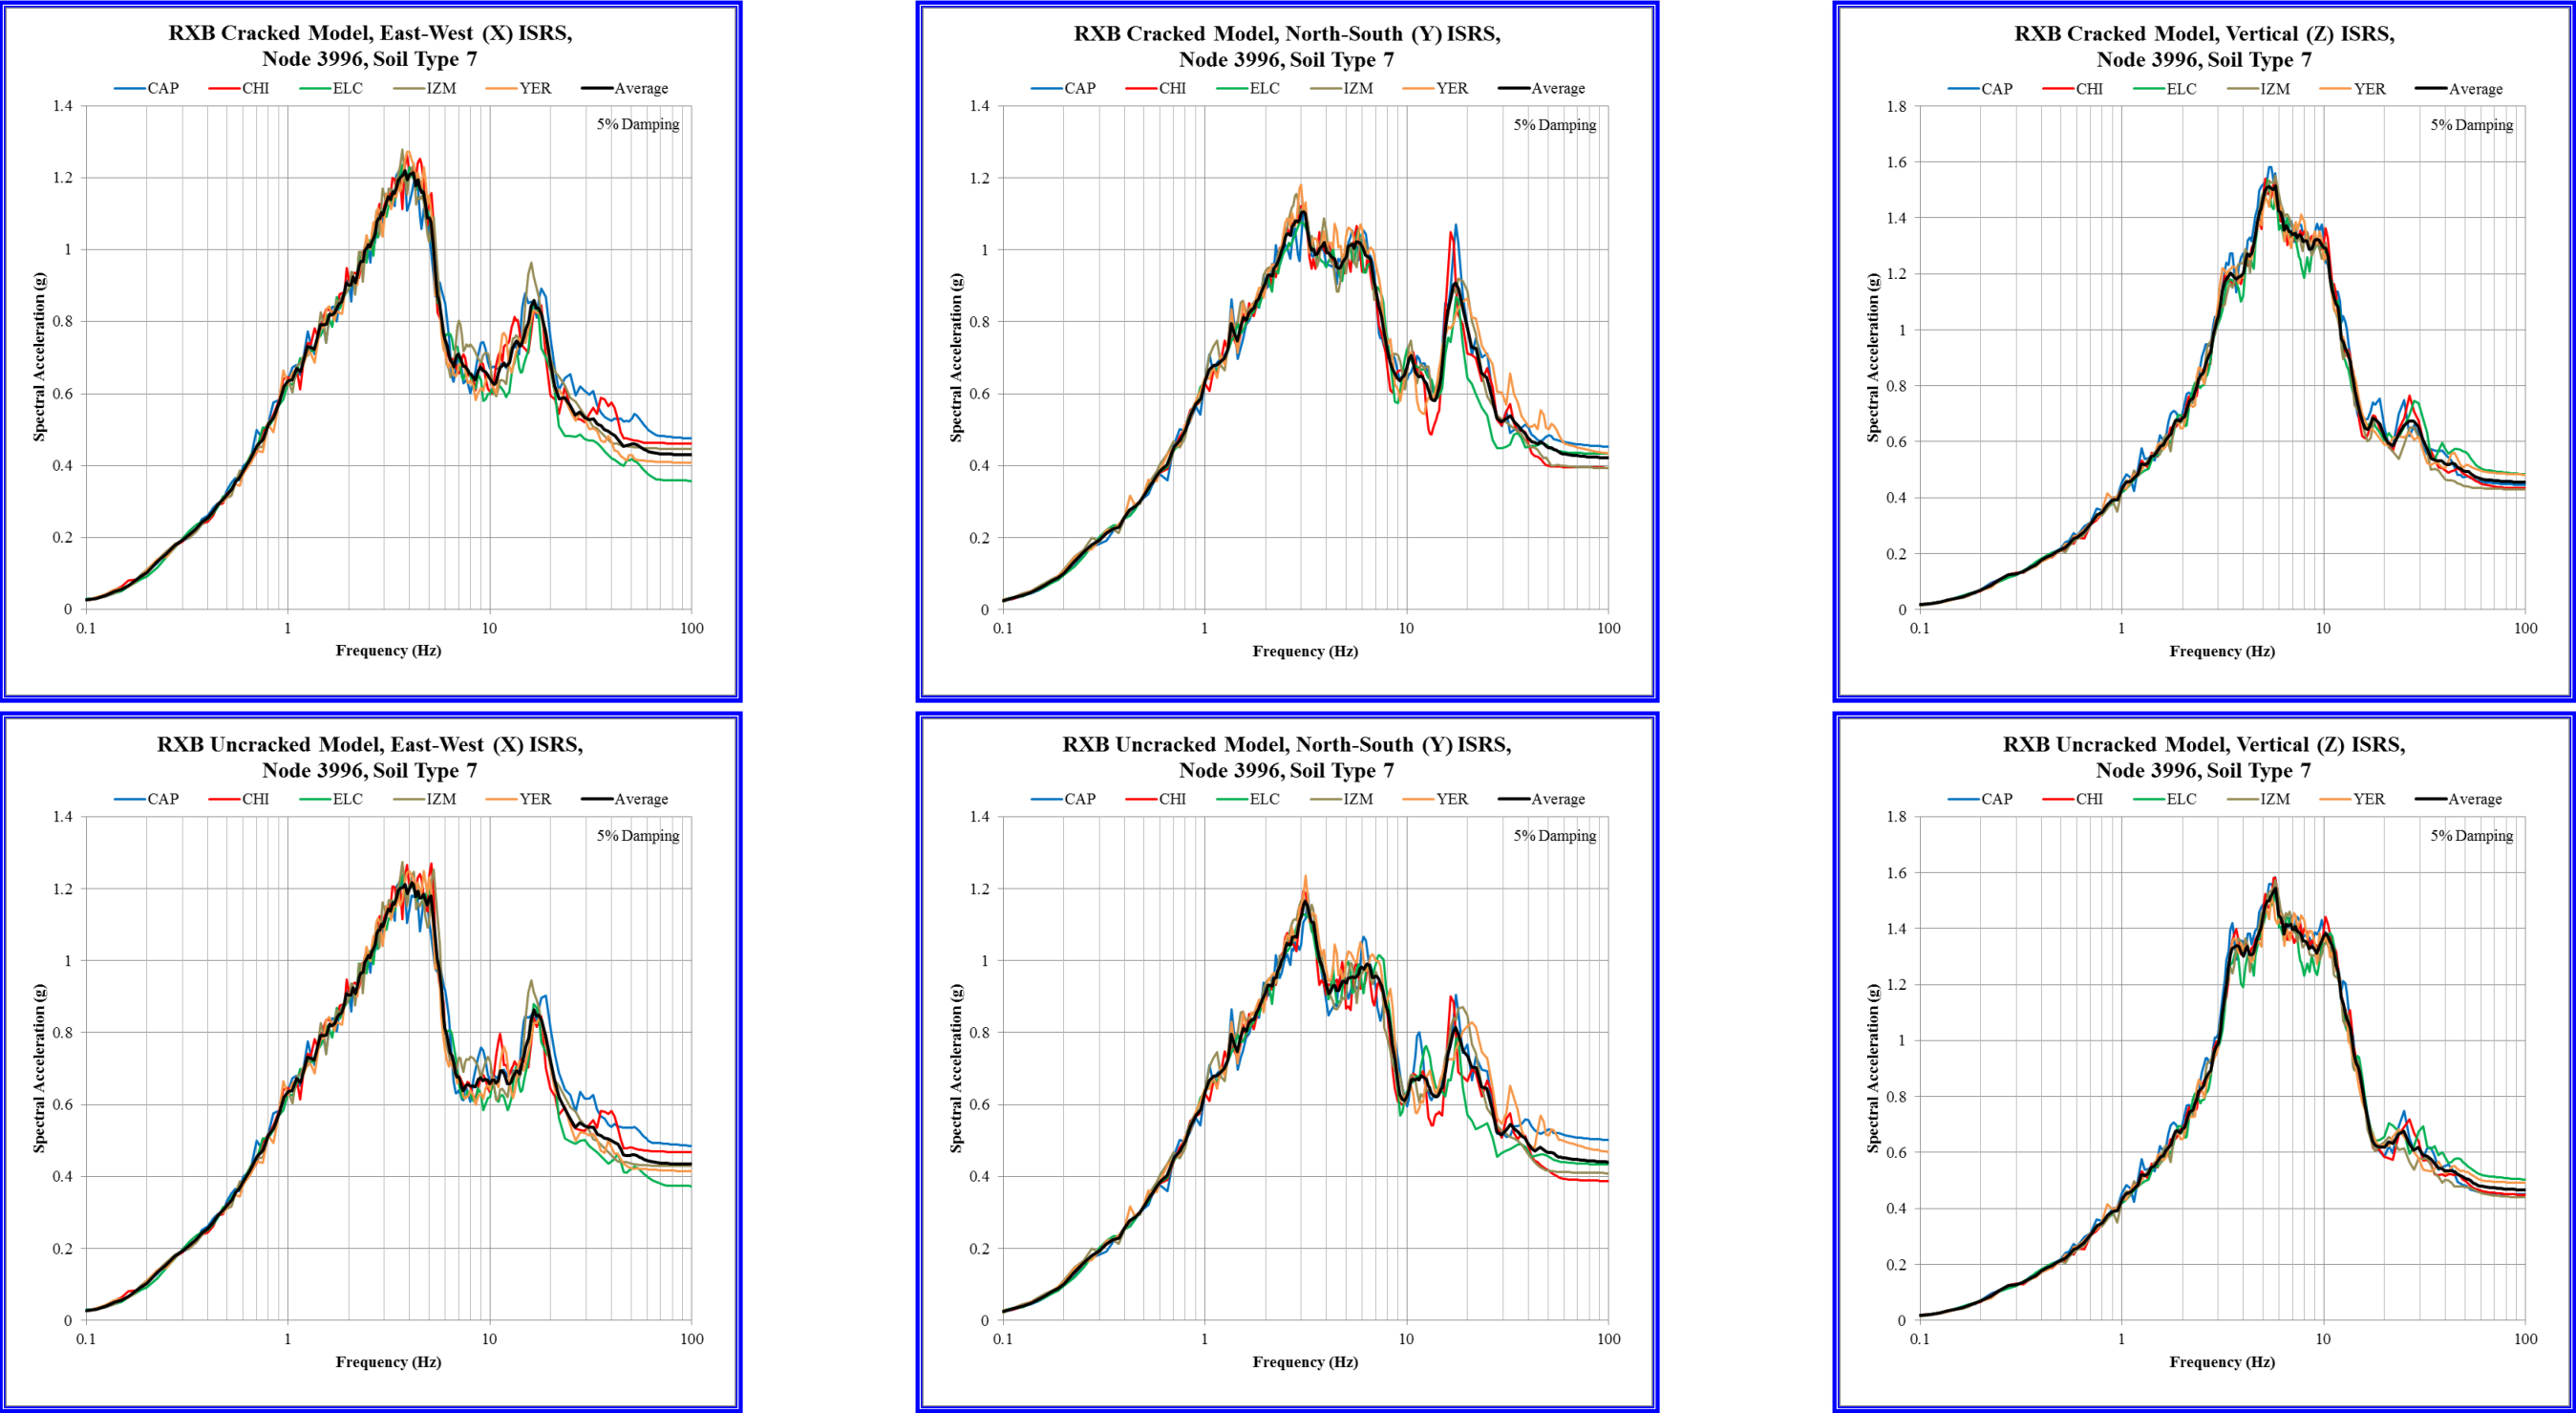 RXB Cracked Model, East-West (X) ISRS,
Node 3996, Soil Type 7
CAP CHI ELC IZM YER Average
5% Damping
Spectral Acceleration (g)
1.4
1.2
1
0.8
0.6
0.4
0.2
0
0.1 1 10 100
Frequency (Hz)
RXB Cracked Model, North-South (Y) ISRS,
Node 3996, Soil Type 7
CAP CHI ELC IZM YER Average
5% Damping
Spectral Acceleration (g)
1.4
1.2
1
0.8
0.6
0.4
0.2
0
0.1 1 10 100
Frequency (Hz)
RXB Cracked Model, Vertical (Z) ISRS,
Node 3996, Soil Type 7
CAP CHI ELC IZM YER Average
5% Damping
Spectral Acceleration (g)
1.8
1.6
1.4
1.2
1
0.8
0.6
0.4
0.2
0
0.1 1 10 100
Frequency (Hz)
RXB Uncracked Model, East-West (X) ISRS,
Node 3996, Soil Type 7
CAP CHI ELC IZM YER Average
5% Damping
Spectral Acceleration (g)
1.4
1.2
1
0.8
0.6
0.4
0.2
0
0.1 1 10 100
Frequency (Hz)
RXB Uncracked Model, North-South (Y) ISRS,
Node 3996, Soil Type 7
CAP CHI ELC IZM YER Average
5% Damping
Spectral Acceleration (g)
1.4
1.2
1
0.8
0.6
0.4
0.2
0
0.1 1 10 100
Frequency (Hz)
RXB Uncracked Model, Vertical (Z) ISRS,
Node 3996, Soil Type 7
CAP CHI ELC IZM YER Average
5% Damping
Spectral Acceleration (g)
1.8
1.6
1.4
1.2
1
0.8
0.6
0.4
0.2
0
0.1 1 10 100
Frequency (Hz)